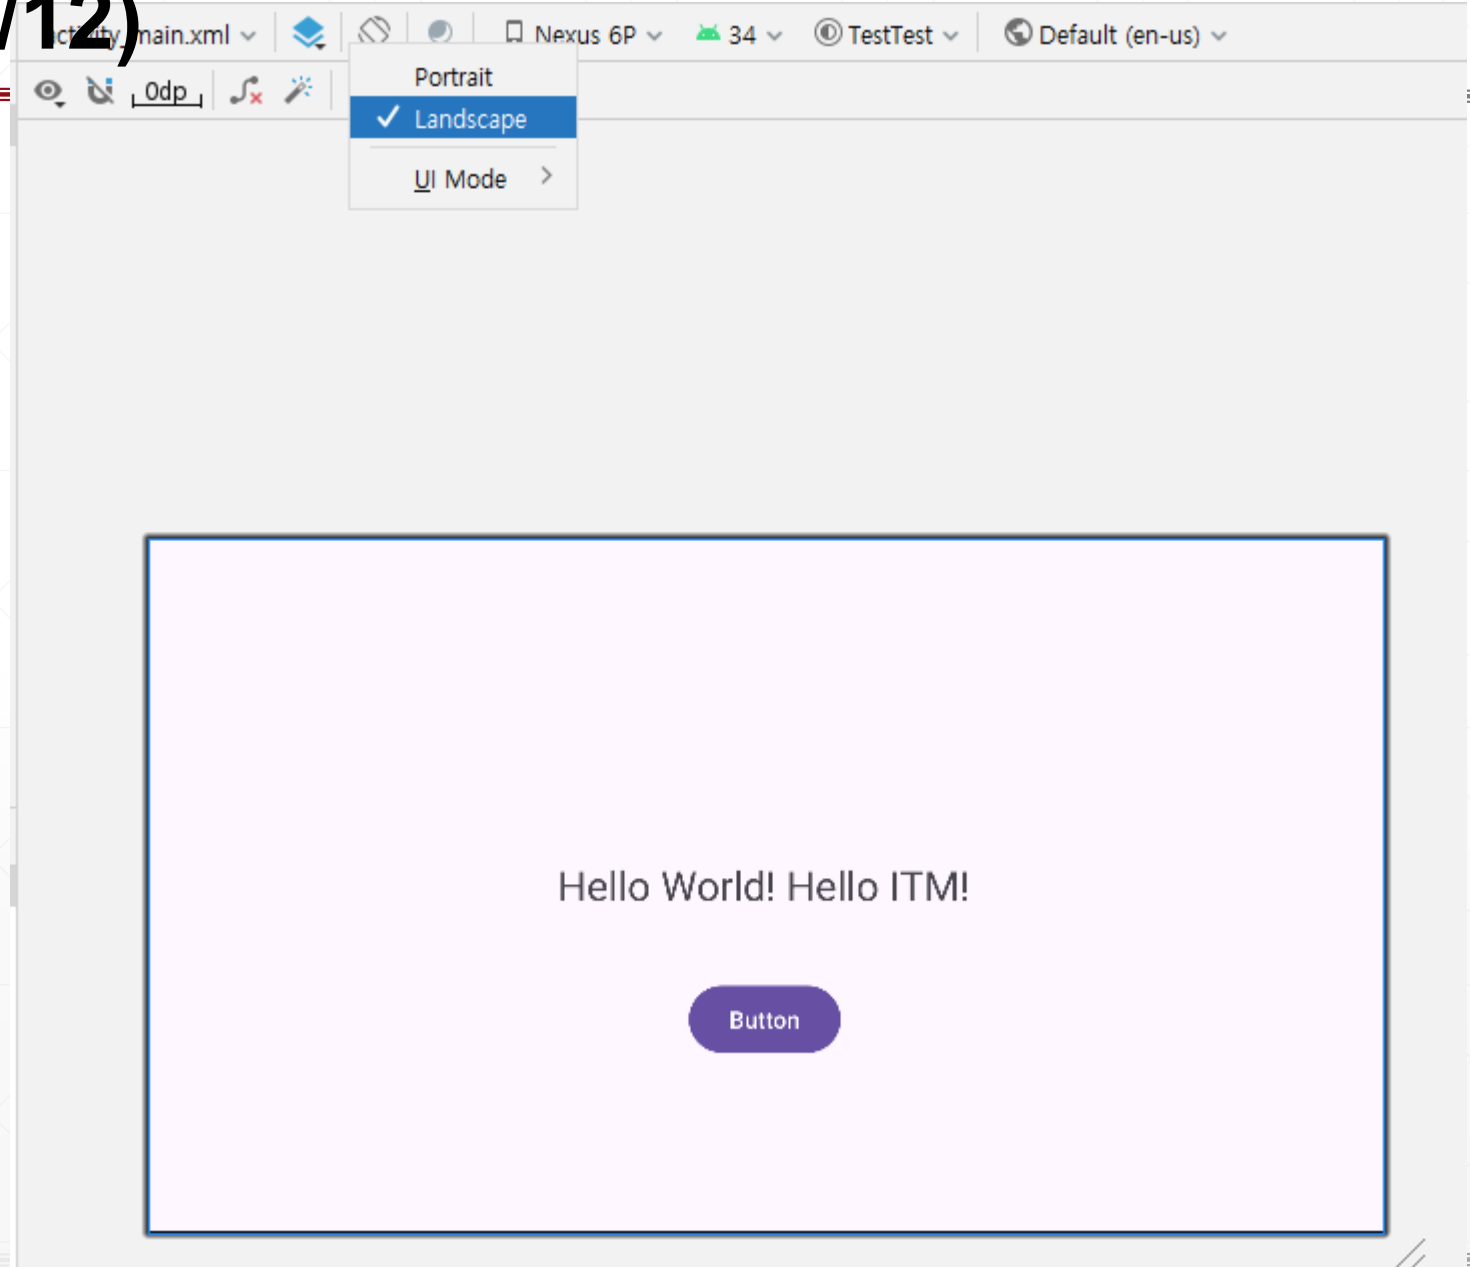 /12)
activity_main.xml Nexus 6P 34 TestTest Default (en-us)
0dp
Portrait
Landscape
UI Mode
Hello World! Hello ITM!
Button